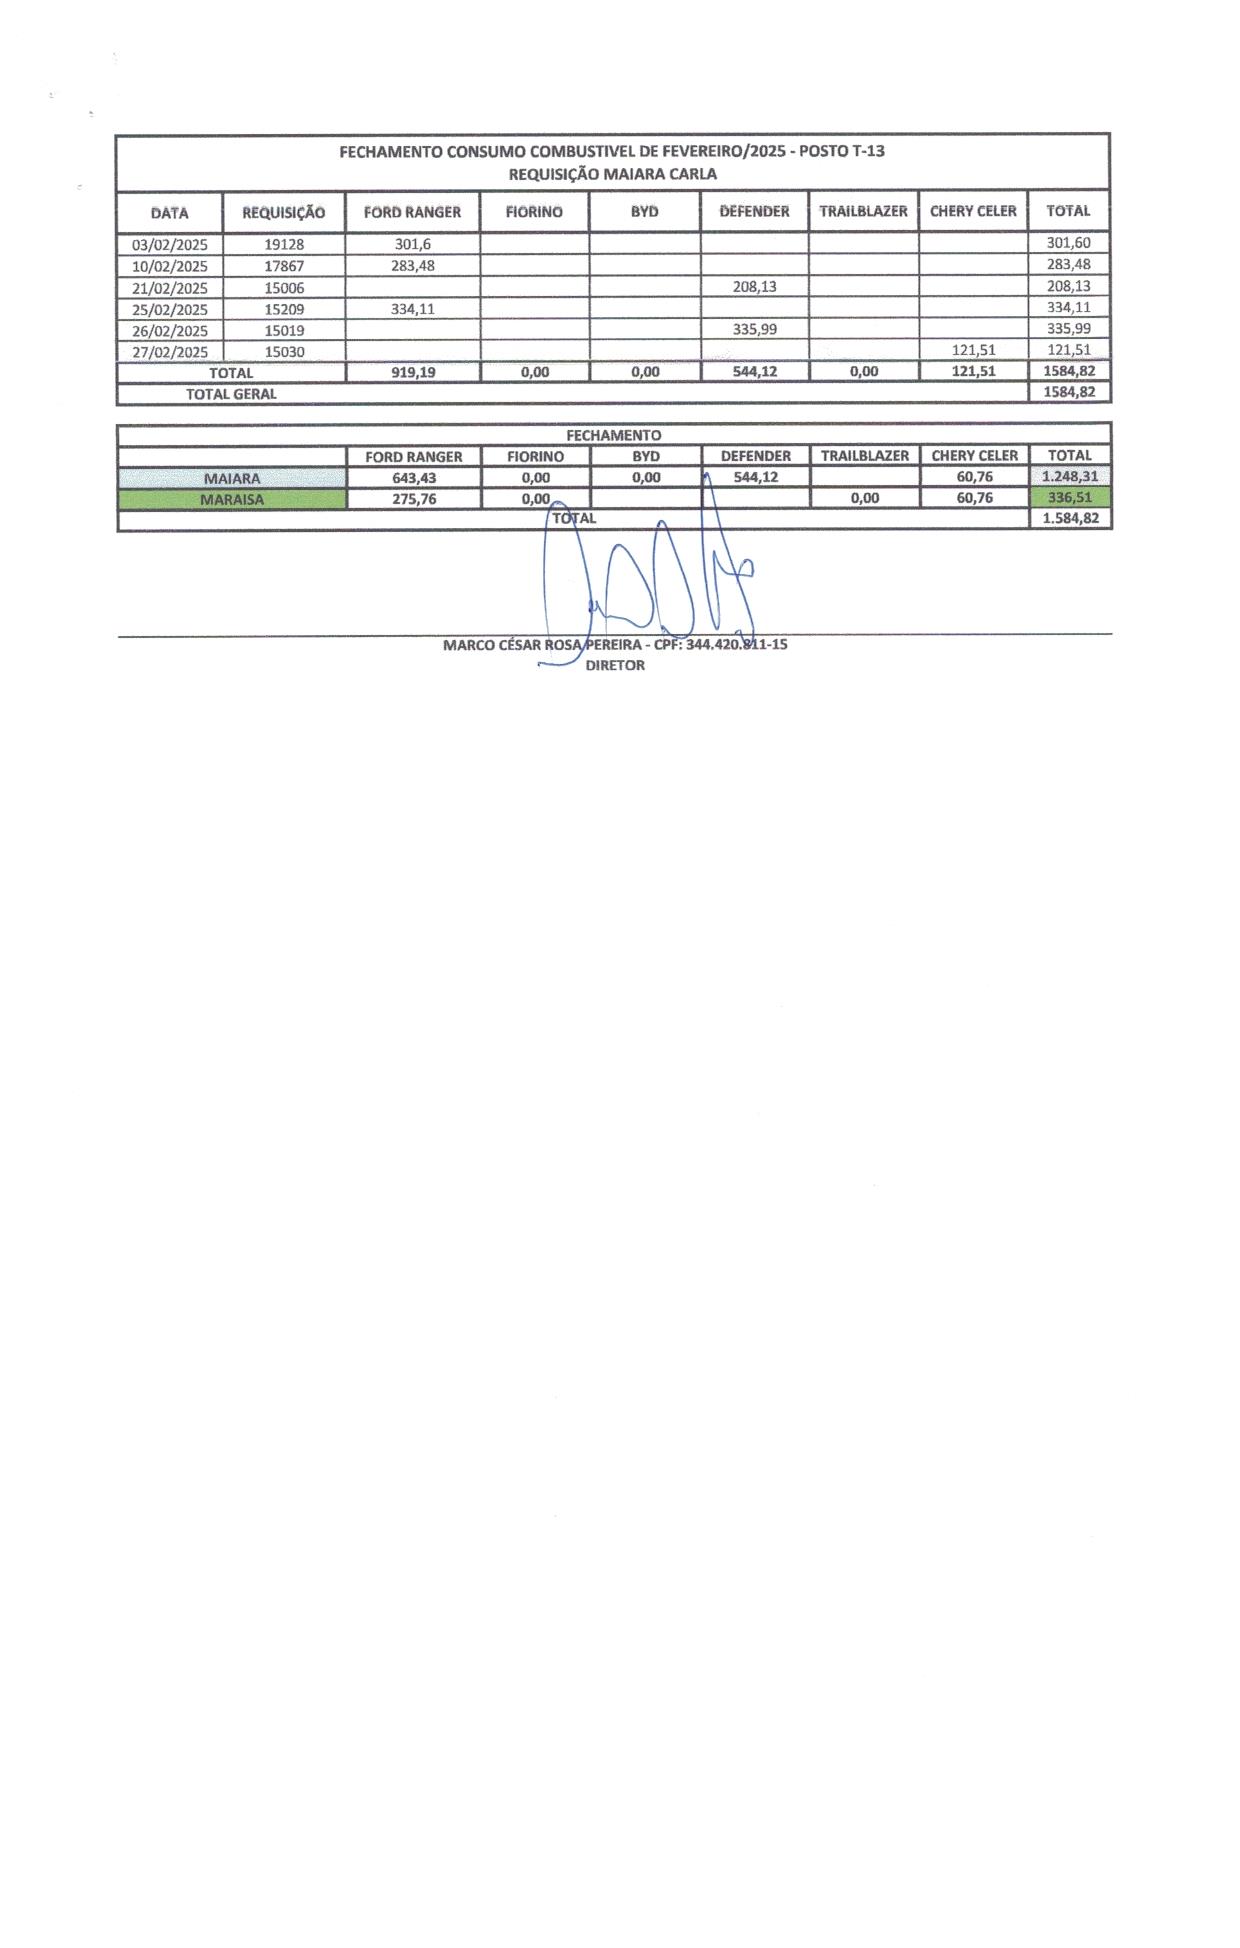 FECHAMENTO CONSUMO COMBUSTIVEL DE FEVEREIRO/2025 - POSTO T-13
REQUISIÇÃO MAIARA CARLA
DATA REQUISIÇÃO FORD RANGER FIORINO BYD DEFENDER TRAILBLAZER CHERY CELER TOTAL
03/02/2025 19128 301,6 301,60
10/02/2025 17867 283,48 283,48
21/02/2025 15006 208,13 208,13
25/02/2025 15209 334,11 334,11
26/02/2025 15019 335,99 335,99
27/02/2025 15030 121,51 121,51
TOTAL 919,19 0,00 0,00 544,12 0,00 121,51 1584,82
TOTAL GERAL 1584,82
FECHAMENTO
FORD RANGER FIORINO BYD DEFENDER TRAILBLAZER CHERY CELER TOTAL
MAIARA 643,43 0,00 0,00 544,12 60,76 1.248,31
MARAISA 275,76 0,00 0,00 60,76 336,51
TOTAL 1.584,82
MARCO CÉSAR ROSA PEREIRA - CPF: 344.420.811-15
DIRETOR